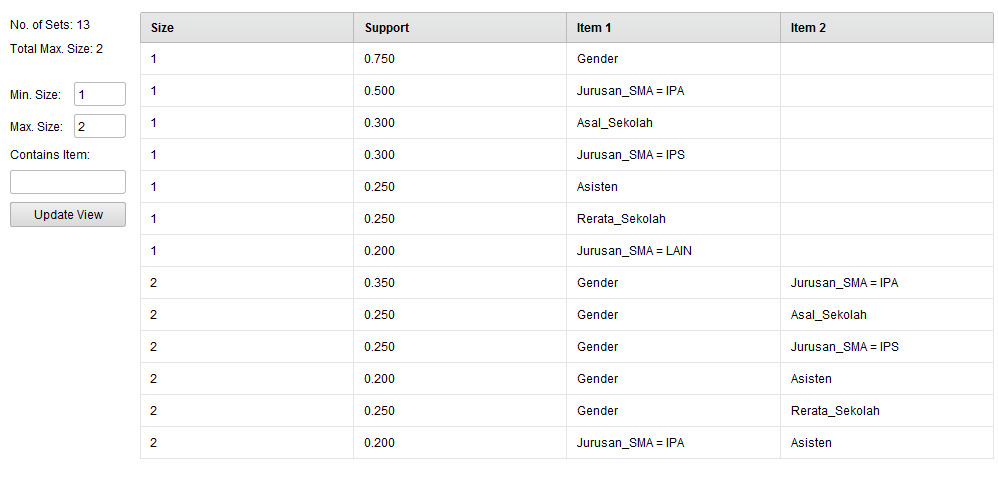 No. of Sets: 13
Total Max. Size: 2
Min. Size: 1
Max. Size: 2
Contains Item:
Update View
Size Support Item 1 Item 2
1 0.750 Gender
1 0.500 Jurusan_SMA = IPA
1 0.300 Asal_Sekolah
1 0.300 Jurusan_SMA = IPS
1 0.250 Asisten
1 0.250 Rerata_Sekolah
1 0.200 Jurusan_SMA = LAIN
2 0.350 Gender Jurusan_SMA = IPA
2 0.250 Gender Asal_Sekolah
2 0.250 Gender Jurusan_SMA = IPS
2 0.200 Gender Asisten
2 0.250 Gender Rerata_Sekolah
2 0.200 Jurusan_SMA = IPA Asisten